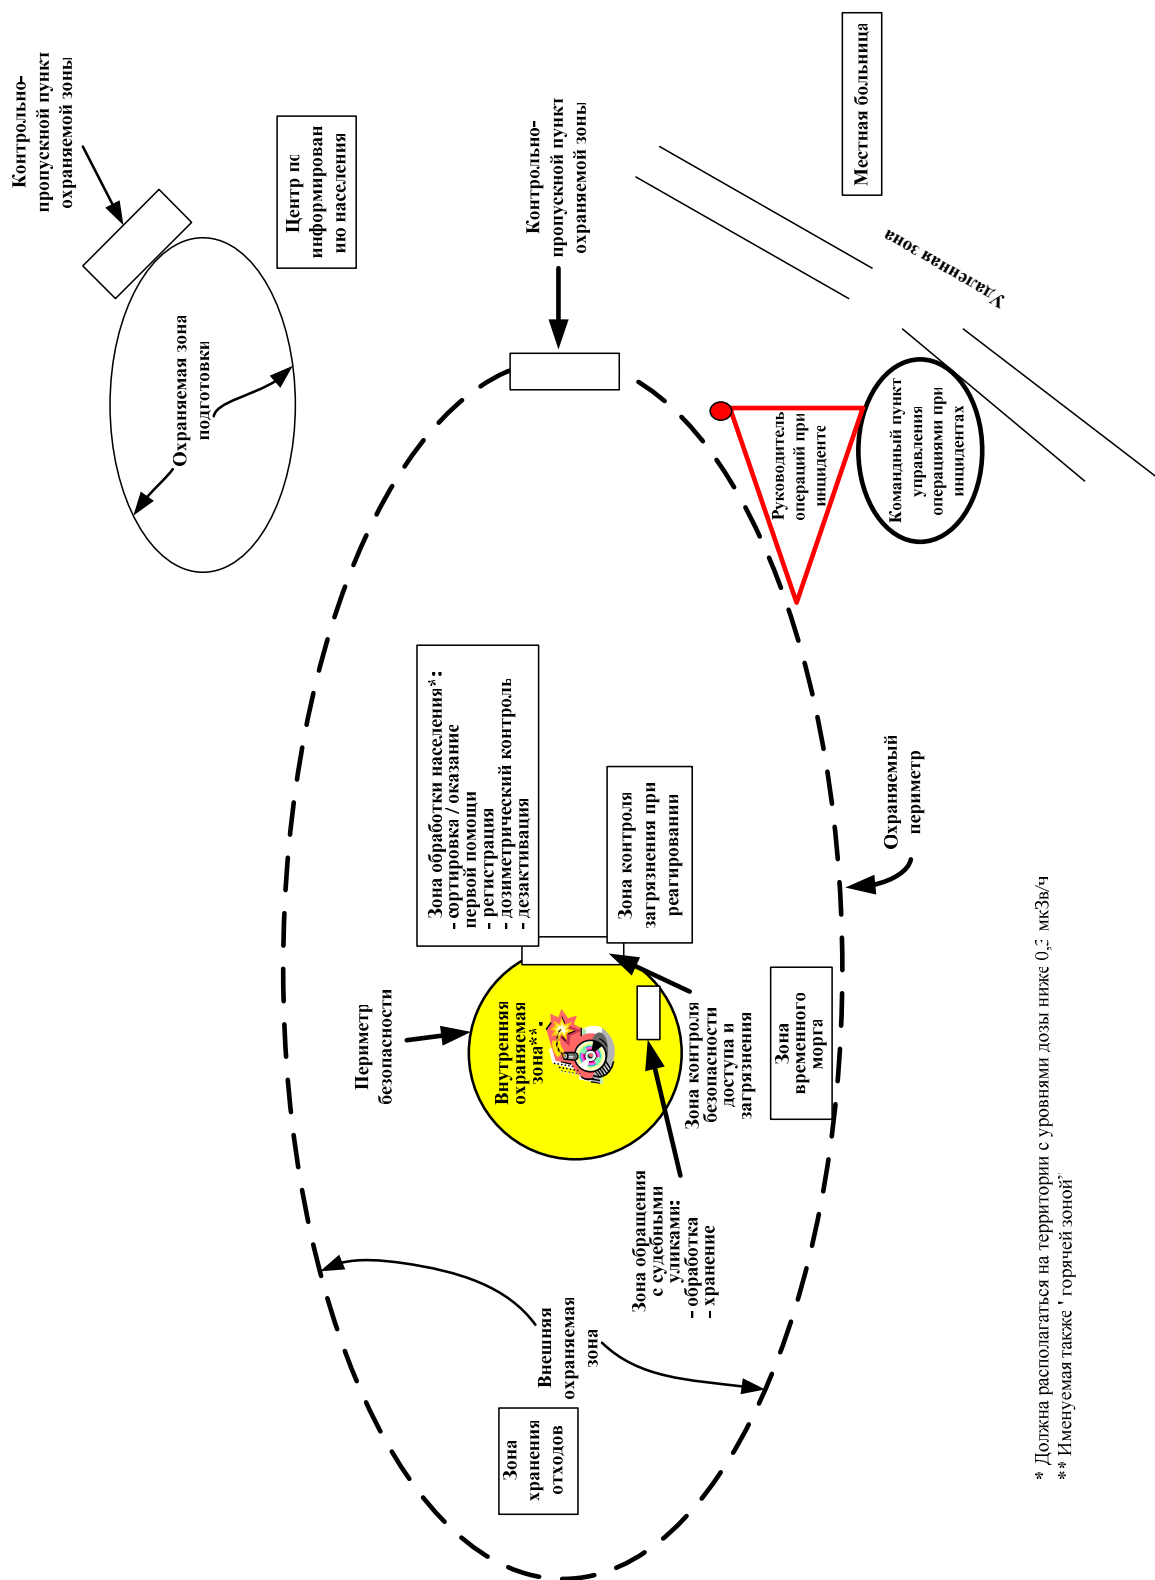 Контрольно-
пропускной пункт
охраняемой зоны
Охраняемая зона
подготовки
Центр по
информирован
ию населения
Контрольно-
пропускной пункт
охраняемой зоны
Местная больница
Удаленная зона
Руководитель
операций при
инциденте
Командный пункт
управления
операциями при
инцидентах
Зона обработки населения*:
- сортировка / оказание
первой помощи
- регистрация
- дозиметрический контроль
- дезактивация
Зона контроля
загрязнения при
реагировании
Охраняемый
периметр
Периметр
безопасности
Внутренняя
охраняемая
зона**.
Зона контроля
безопасности
доступа и
загрязнения
Зона
временного
морга
Зона обращения
с судебными
уликами:
- обработка
- хранение
Внешняя
охраняемая
зона
Зона
хранения
отходов
* Должна располагаться на территории с уровнями дозы ниже мкЗв/ч
** Именуемая также "горячей зоной"